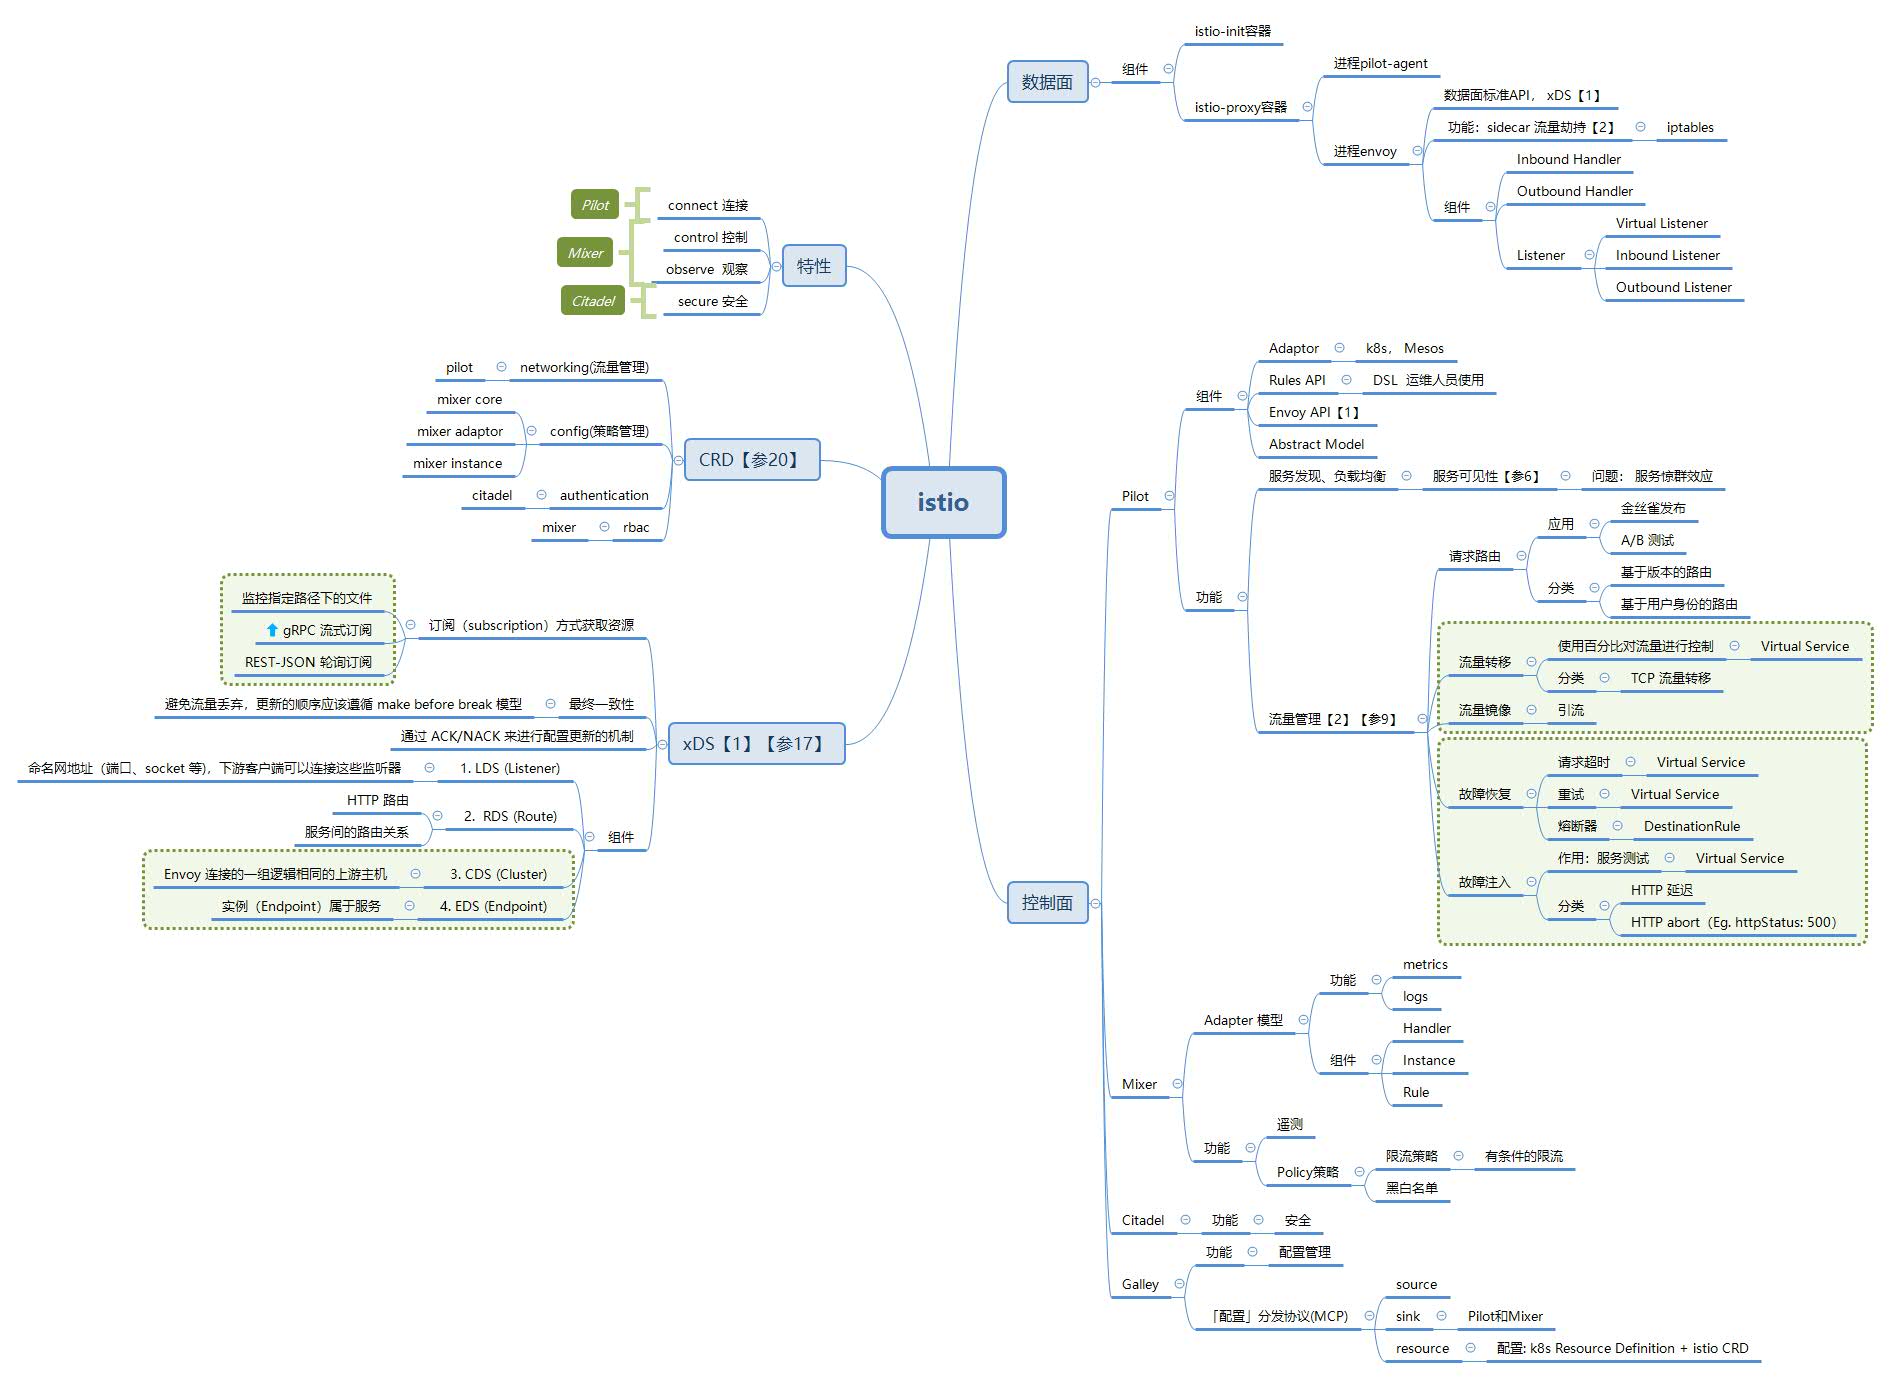 istio
数据面
组件
istio-init容器
istio-proxy容器
进程pilot-agent
进程envoy
数据面标准API， xDS【1】
功能：sidecar 流量劫持【2】
iptables
组件
Inbound Handler
Outbound Handler
Listener
Virtual Listener
Inbound Listener
Outbound Listener
控制面
Pilot
组件
Adaptor
k8s， Mesos
Rules API
DSL 运维人员使用
Envoy API【1】
Abstract Model
功能
服务发现、负载均衡
服务可见性【参6】
问题： 服务惊群效应
流量管理【2】【参9】
请求路由
应用
金丝雀发布
A/B 测试
分类
基于版本的路由
基于用户身份的路由
流量转移
使用百分比对流量进行控制
Virtual Service
分类
TCP 流量转移
流量镜像
引流
故障恢复
请求超时
Virtual Service
重试
Virtual Service
熔断器
DestinationRule
故障注入
作用：服务测试
Virtual Service
分类
HTTP 延迟
HTTP abort（Eg. httpStatus: 500）
Mixer
Adapter 模型
功能
metrics
logs
组件
Handler
Instance
Rule
功能
遥测
Policy策略
限流策略
有条件的限流
黑白名单
Citadel
功能
安全
Galley
功能
配置管理
「配置」分发协议(MCP)
source
sink
Pilot和Mixer
resource
配置: k8s Resource Definition + istio CRD
特性
connect 连接
control 控制
observe 观察
secure 安全
Pilot
Mixer
Citadel
CRD【参20】
networking(流量管理)
pilot
config(策略管理)
mixer core
mixer adaptor
mixer instance
authentication
citadel
rbac
mixer
xDS【1】【参17】
订阅（subscription）方式获取资源
监控指定路径下的文件
gRPC 流式订阅
REST-JSON 轮询订阅
最终一致性
避免流量丢弃，更新的顺序应该遵循 make before break 模型
通过 ACK/NACK 来进行配置更新的机制
组件
1. LDS (Listener)
命名网地址（端口、socket 等)，下游客户端可以连接这些监听器
2. RDS (Route)
HTTP 路由
服务间的路由关系
3. CDS (Cluster)
Envoy 连接的一组逻辑相同的上游主机
4. EDS (Endpoint)
实例（Endpoint）属于服务